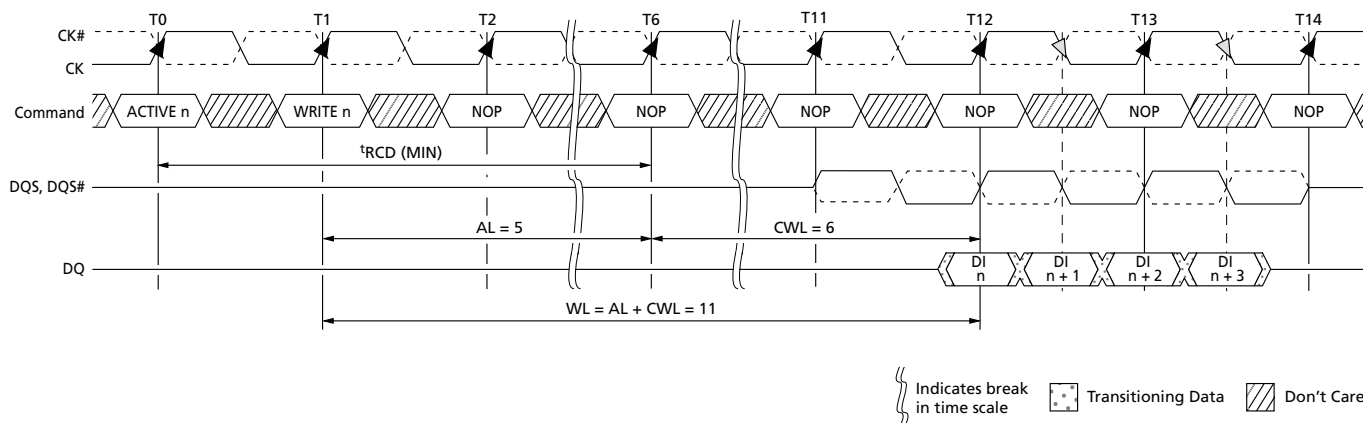 T0 T1 T2 T6 T11 T12 T13 T14
CK#
CK
Command ACTIVE n WRITE n NOP NOP NOP NOP NOP NOP
tRCD (MIN)
DQS, DQS#
AL = 5 CWL = 6
DQ DI n DI n + 1 DI n + 2 DI n + 3
WL = AL + CWL = 11
Indicates break in time scale
Transitioning Data
Don't Care